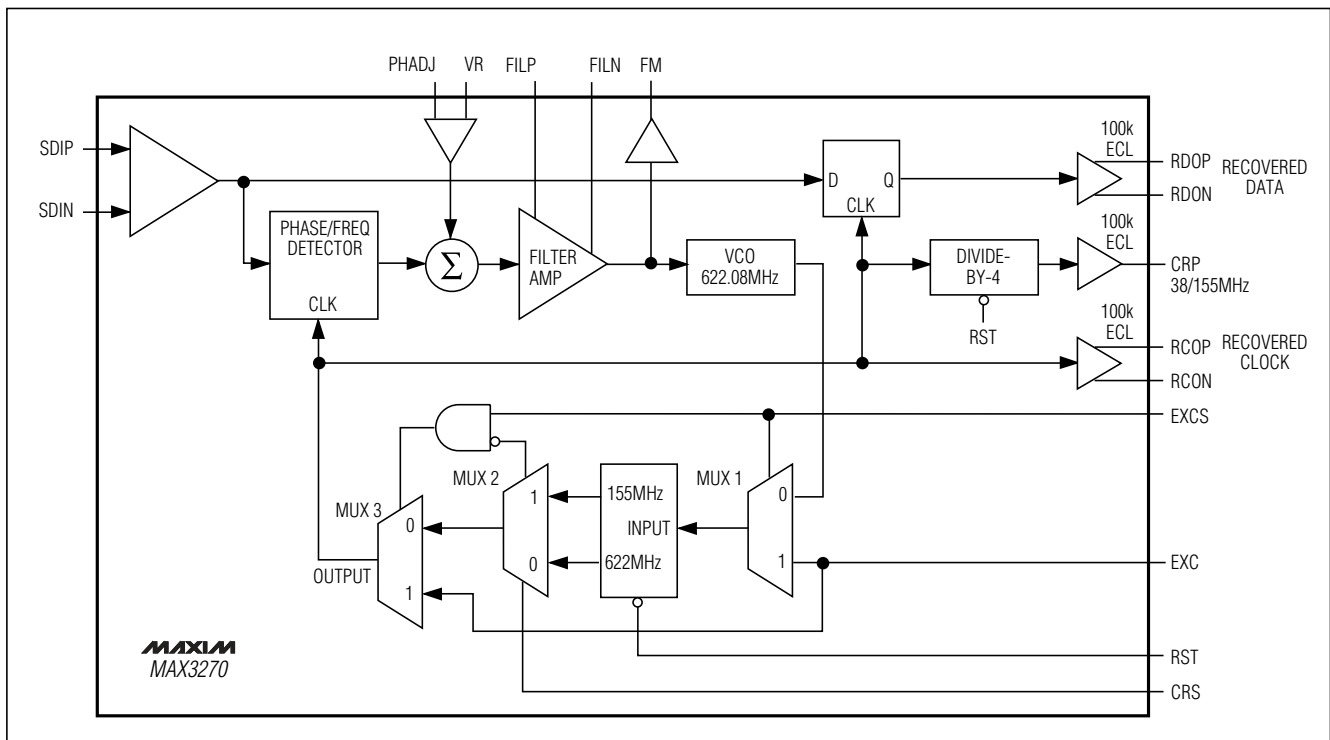 PHADJ VR FILP FILN FM
SDIP
SDIN
PHASE/FREQ
DETECTOR
CLK
Σ
FILTER
AMP
VCO
622.08MHz
D Q
CLK
100k
ECL
RDOP
RDON
RECOVERED
DATA
DIVIDE-
BY-4
RST
100k
ECL
CRP
38/155MHz
100k
ECL
RCOP
RCON
RECOVERED
CLOCK
EXCS
MUX 1
0
1
155MHz
INPUT
622MHz
MUX 2
1
0
MUX 3
0
1
OUTPUT
EXC
RST
CRS
MAXIM
MAX3270